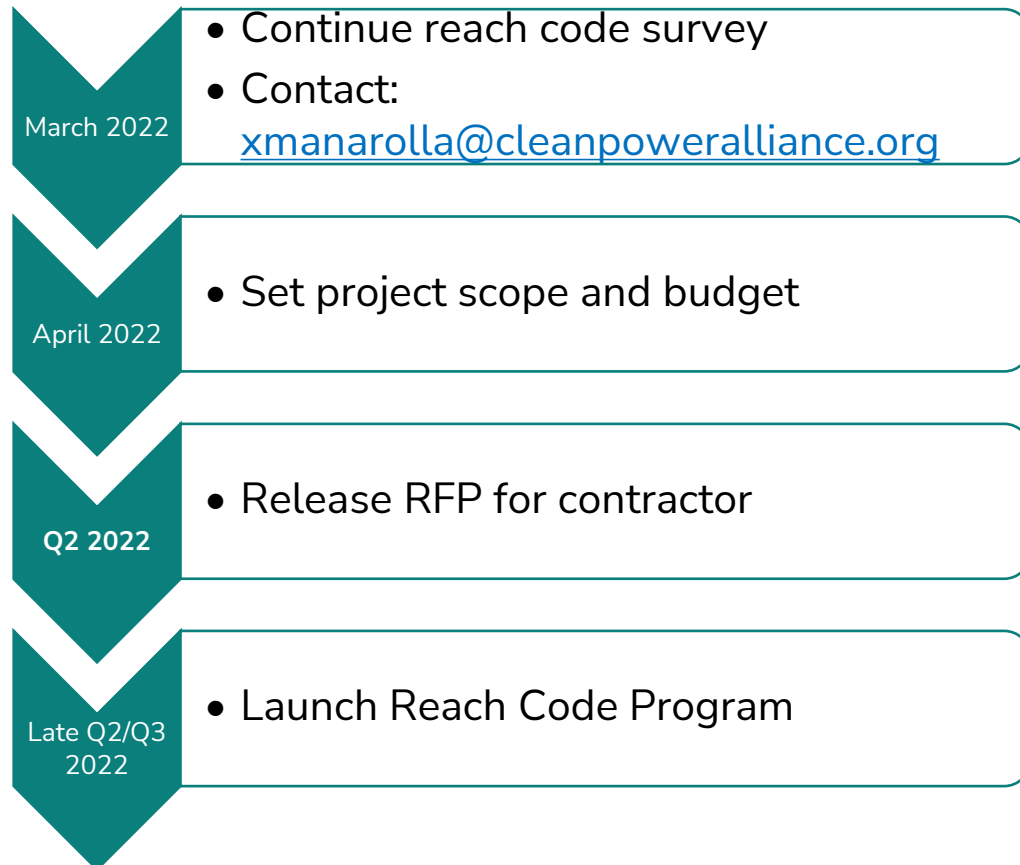 • Continue reach code survey
• Contact:
xmanarolla@cleanpoweralliance.org
March 2022
• Set project scope and budget
April 2022
• Release RFP for contractor
Q2 2022
• Launch Reach Code Program
Late Q2/Q3
2022